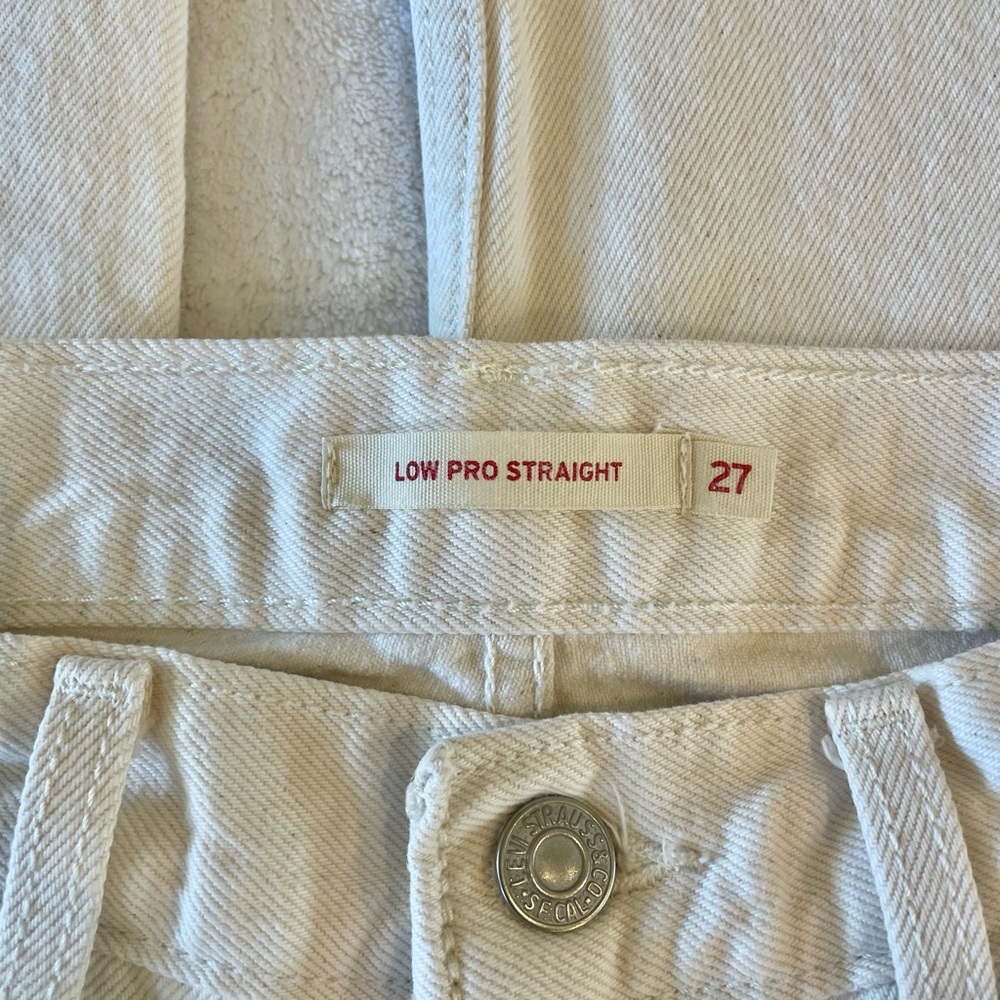 LOW PRO STRAIGHT 27
LEVI STRAUSS & CO.
S.F. CAL.